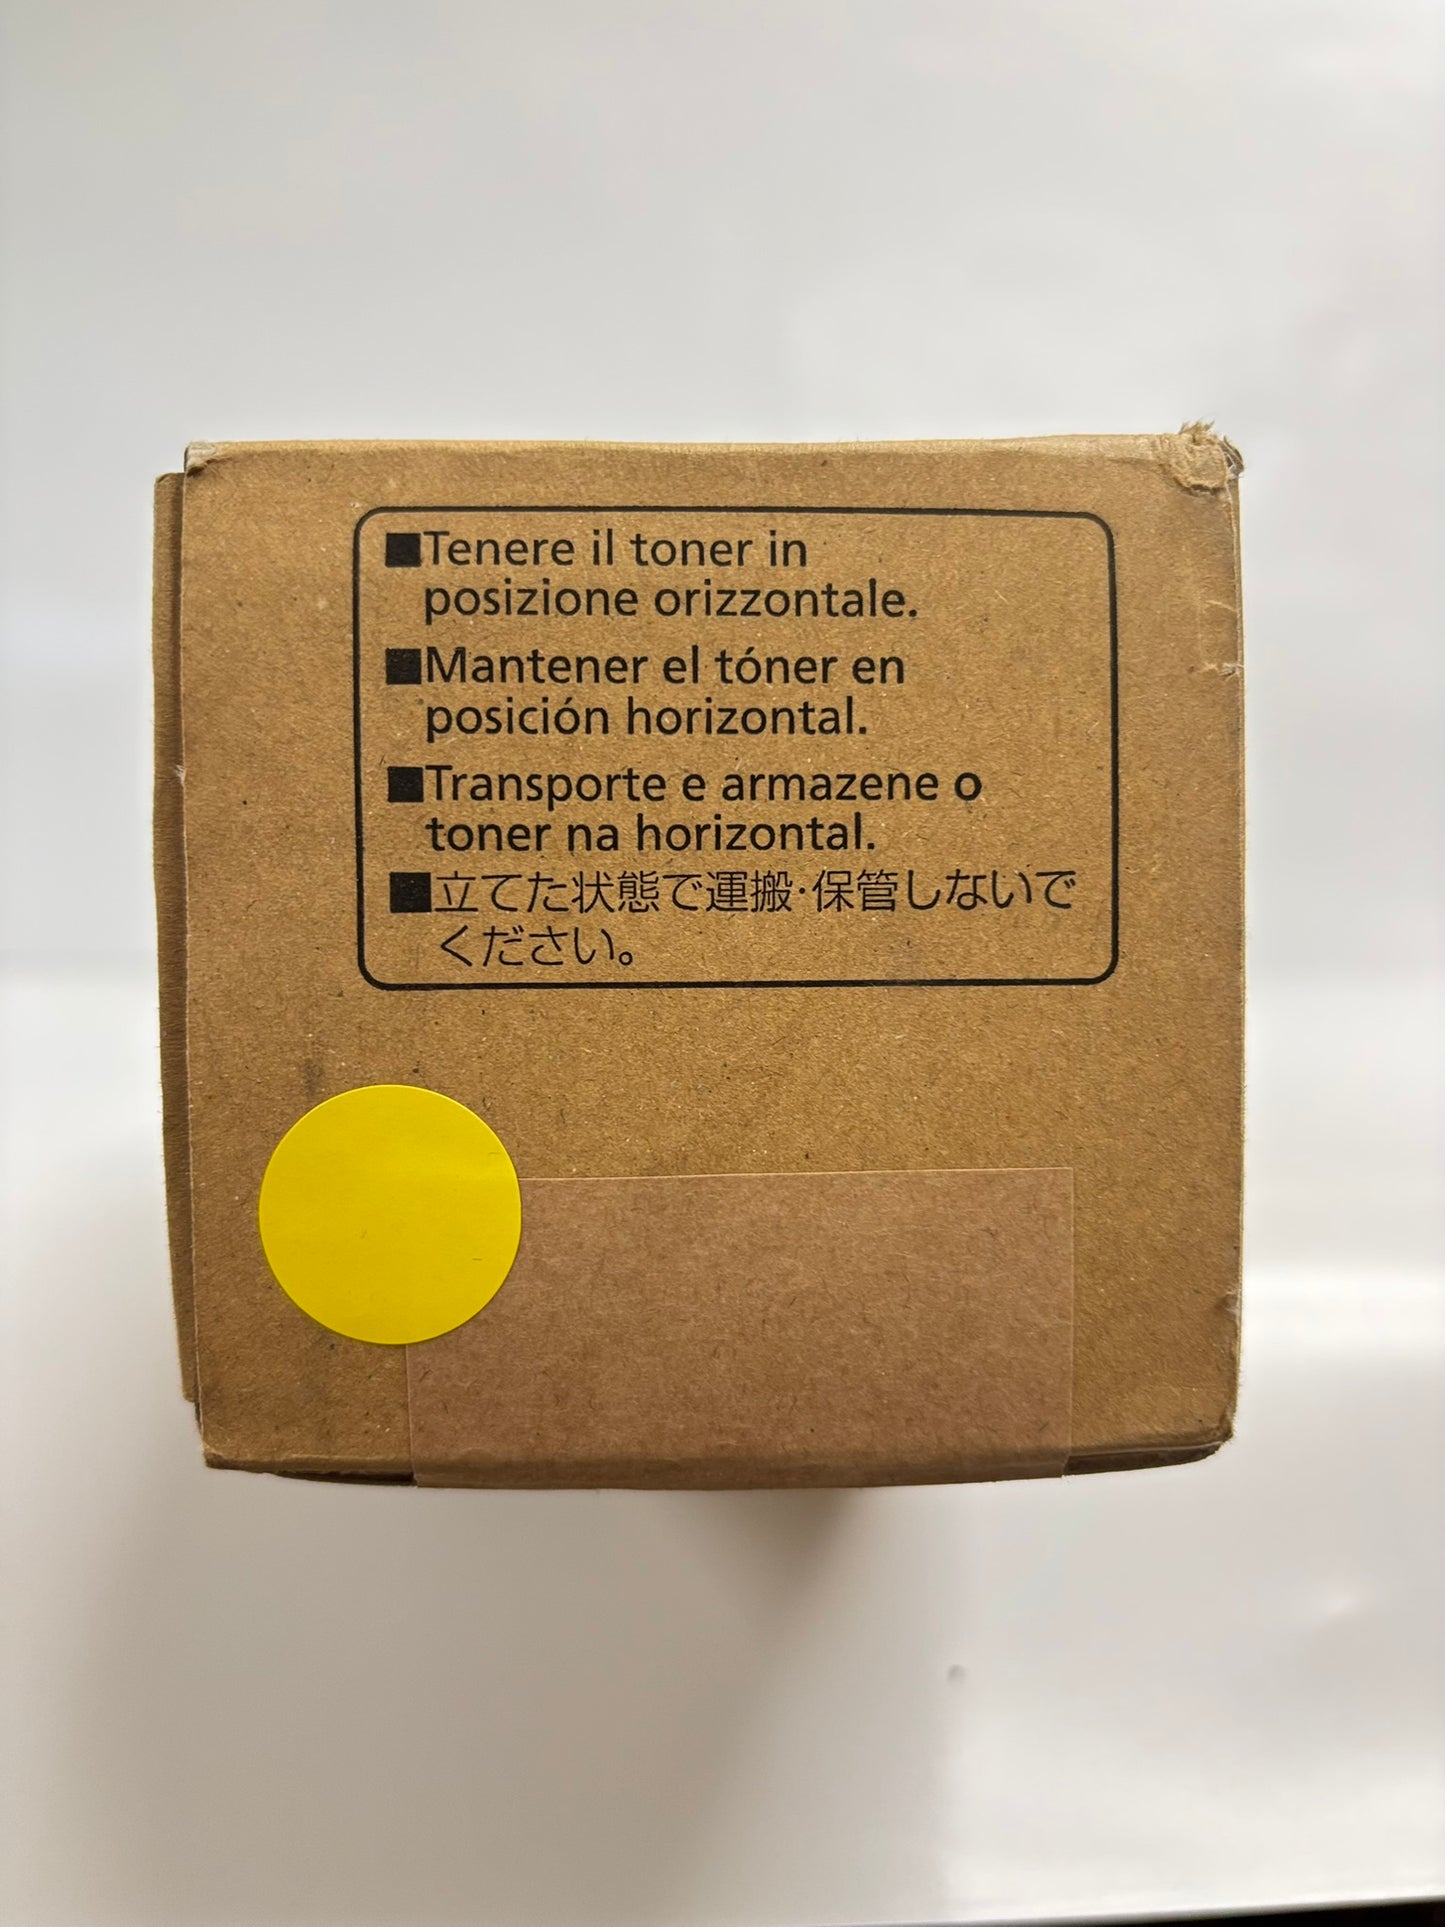 ■Tenere il toner in
posizione orizzontale.
■Mantener el tóner en
posición horizontal.
■Transporte e armazene o
toner na horizontal.
■立てた状態で運搬・保管しないで
ください。